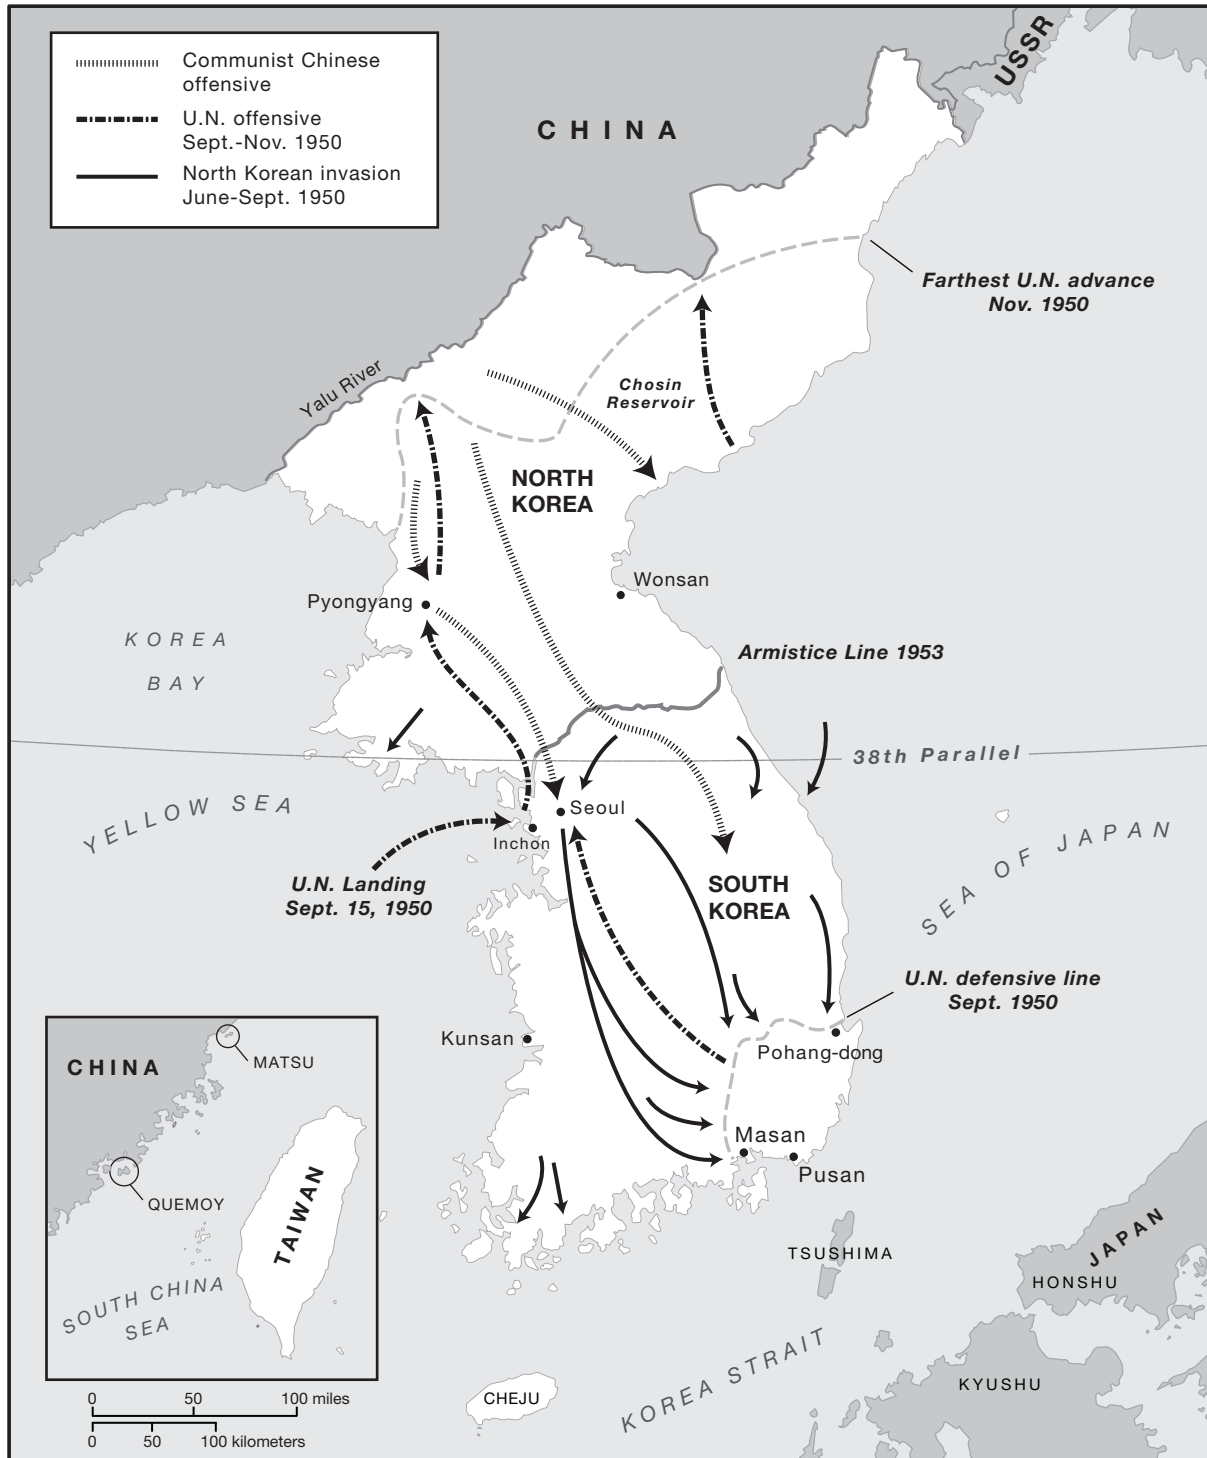 Communist Chinese
offensive
U.N. offensive
Sept.-Nov. 1950
North Korean invasion
June-Sept. 1950
CHINA
USSR
Farthest U.N. advance
Nov. 1950
Yalu River
Chosin
Reservoir
NORTH
KOREA
Wonsan
Pyongyang
KOREA
BAY
Armistice Line 1953
38th Parallel
YELLOW SEA
Seoul
Inchon
SEA OF JAPAN
U.N. Landing
Sept. 15, 1950
SOUTH
KOREA
U.N. defensive line
Sept. 1950
Kunsan
Pohang-dong
Masan
Pusan
CHINA
MATSU
QUEMOY
TAIWAN
SOUTH CHINA
SEA
TSUSHIMA
JAPAN
HONSHU
KOREA STRAIT
KYUSHU
CHEJU
0 50 100 miles
0 50 100 kilometers